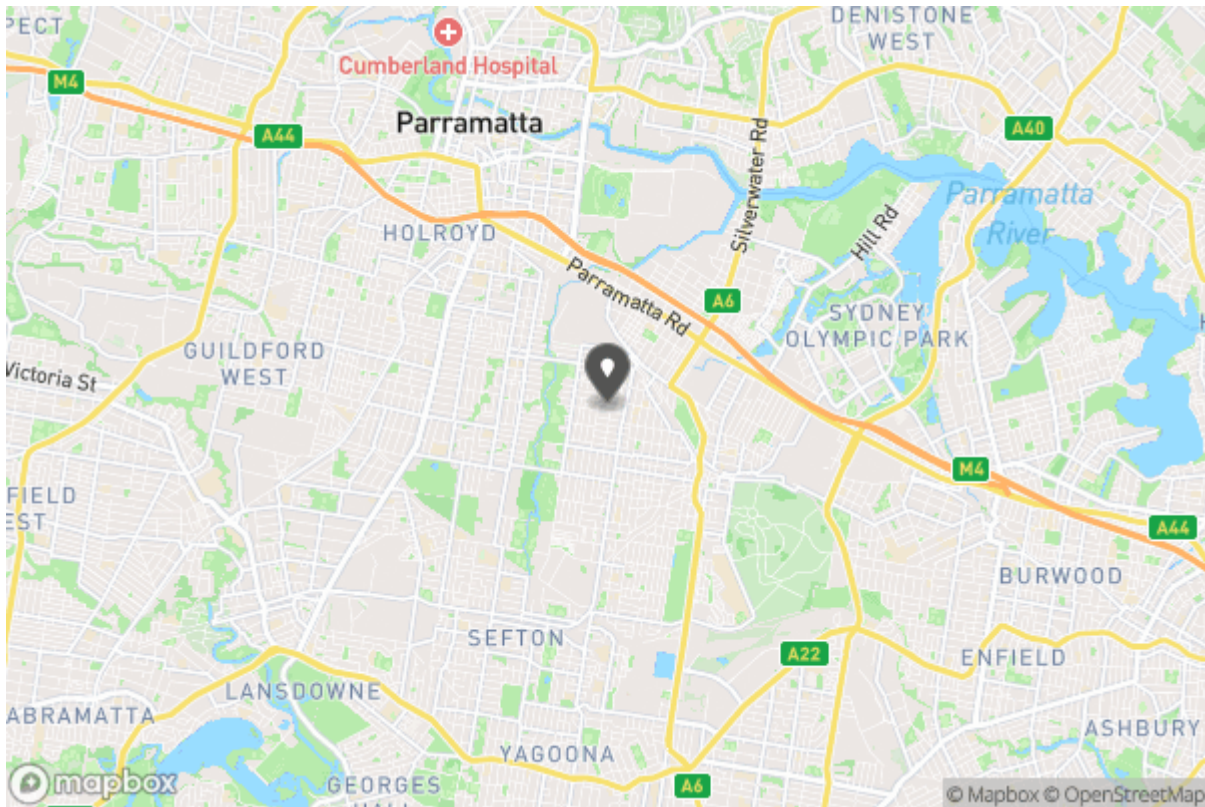 PECT
DENISTONE
WEST
M4
Cumberland Hospital
Parramatta
A44
A40
Silverwater Rd
Parramatta
River
HOLROYD
Hill Rd
Parramatta Rd
A6
SYDNEY
OLYMPIC PARK
GUILDFORD
WEST
Victoria St
M4
FIELD
EST
A44
BURWOOD
SEFTON
A22
ENFIELD
LANSDOWNE
ABRAMATTA
ASHBURY
YAGOONA
mapbox
GEORGES
A6
© Mapbox © OpenStreetMap